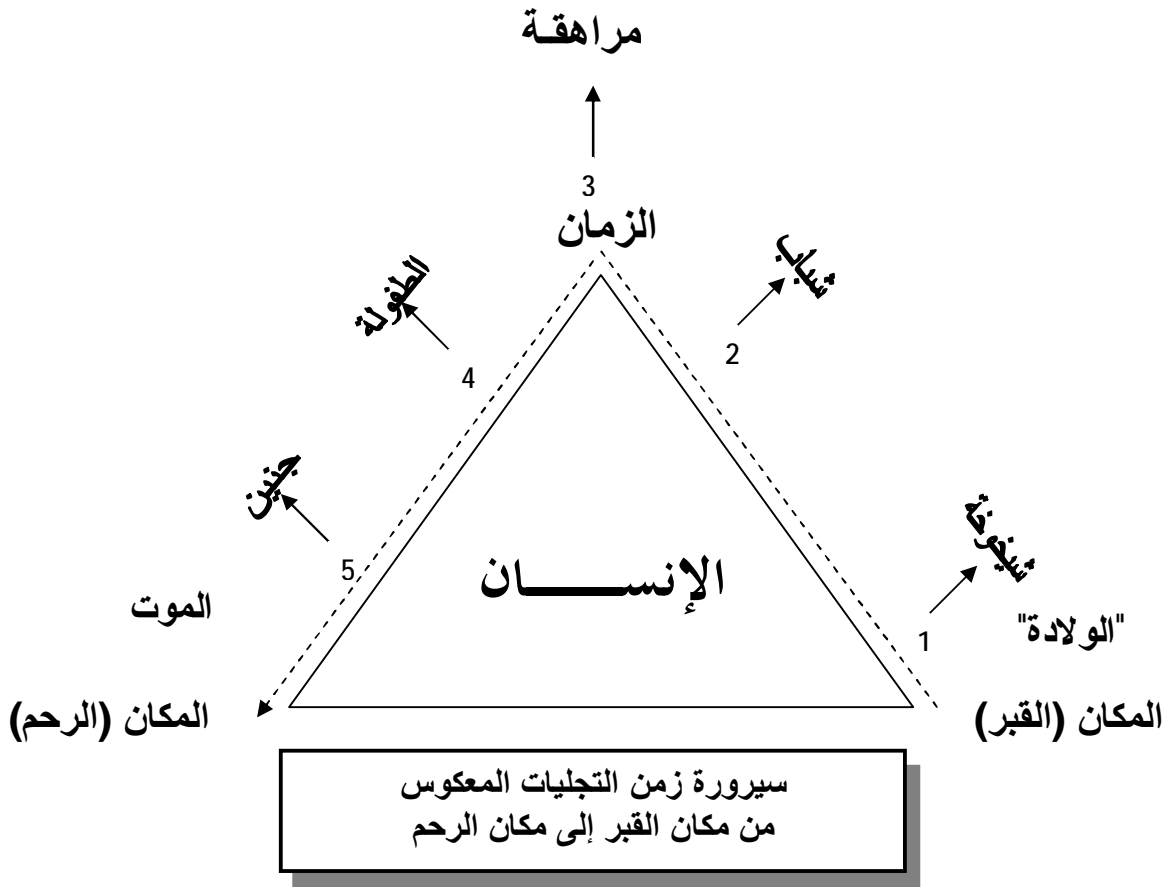 مراهقـة
3
الزمان
شباب
الطفولة
2
4
جنين
شيخوخة
5
الإنســـــــان
الموت
"الولادة"
1
المكان (الرحم)
المكان (القبر)
سيرورة زمن التجليات المعكوس
من مكان القبر إلى مكان الرحم